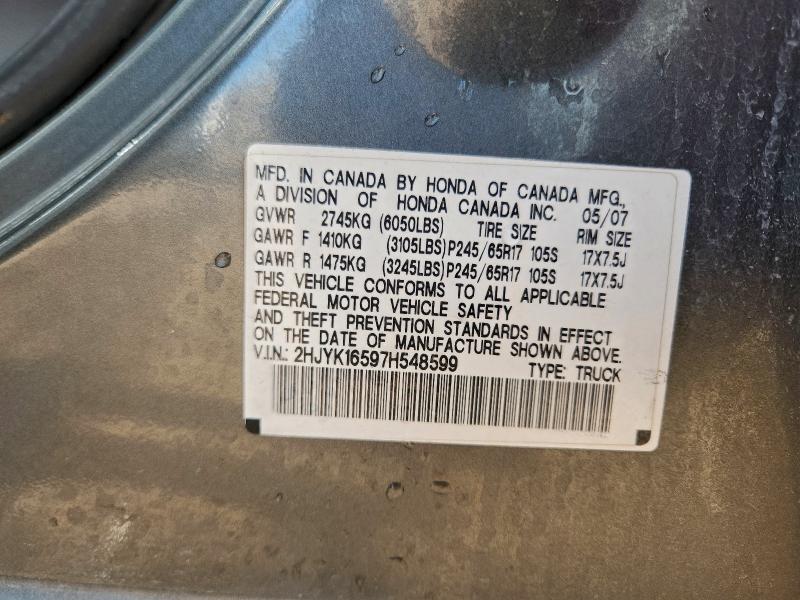 MFD. IN CANADA BY HONDA OF CANADA MFG.,
A DIVISION OF HONDA CANADA INC. 05/07
GVWR 2745KG (6050LBS) TIRE SIZE RIM SIZE
GAWR F 1410KG (3105LBS) P245/65R17 105S 17X7.5J
GAWR R 1475KG (3245LBS) P245/65R17 105S 17X7.5J
THIS VEHICLE CONFORMS TO ALL APPLICABLE
FEDERAL MOTOR VEHICLE SAFETY
AND THEFT PREVENTION STANDARDS IN EFFECT
ON THE DATE OF MANUFACTURE SHOWN ABOVE.
V.I.N.: 2HJYK16597H548599 TYPE: TRUCK